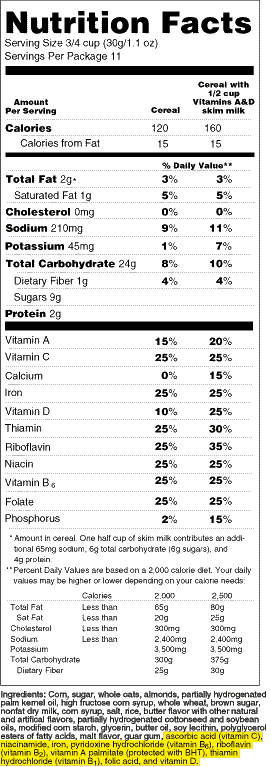 Nutrition Facts
Serving Size 3/4 cup (30g/1.1 oz)
Servings Per Package 11
Amount Per Serving Cereal Cereal with 1/2 cup Vitamins A&D skim milk
Calories 120 160
Calories from Fat 15 15
% Daily Value**
Total Fat 2g* 3% 3%
Saturated Fat 1g 5% 5%
Cholesterol 0mg 0% 0%
Sodium 210mg 9% 11%
Potassium 45mg 1% 7%
Total Carbohydrate 24g 8% 10%
Dietary Fiber 1g 4% 4%
Sugars 9g
Protein 2g
Vitamin A 15% 20%
Vitamin C 25% 25%
Calcium 0% 15%
Iron 25% 25%
Vitamin D 10% 25%
Thiamin 25% 30%
Riboflavin 25% 35%
Niacin 25% 25%
Vitamin B6 25% 25%
Folate 25% 25%
Phosphorus 2% 15%
* Amount in cereal. One half cup of skim milk contributes an addi-
tional 65mg sodium, 6g total carbohydrate (6g sugars), and
4g protein.
** Percent Daily Values are based on a 2,000 calorie diet. Your daily
values may be higher or lower depending on your calorie needs:
Calories 2,000 2,500
Total Fat Less than 65g 80g
Sat Fat Less than 20g 25g
Cholesterol Less than 300mg 300mg
Sodium Less than 2,400mg 2,400mg
Potassium 3,500mg 3,500mg
Total Carbohydrate 300g 375g
Dietary Fiber 25g 30g
Ingredients: Corn, sugar, whole oats, almonds, partially hydrogenated
palm kernel oil, high fructose corn syrup, whole wheat, brown sugar,
nonfat dry milk, corn syrup, salt, rice, butter flavor with other natural
and artifical flavors, partially hydrogenated cottonseed and soybean
oils, modified corn starch, glycerin, butter oil, soy lecithin, polyglycerol
esters of fatty acids, malt flavor, guar gum, ascorbic acid (vitamin C),
niacinamide, iron, pyridoxine hydrochloride (vitamin B6), riboflavin
(vitamin B2), vitamin A palmitate (protected with BHT), thiamin
hydrochloride (vitamin B1), folic acid, and vitamin D.